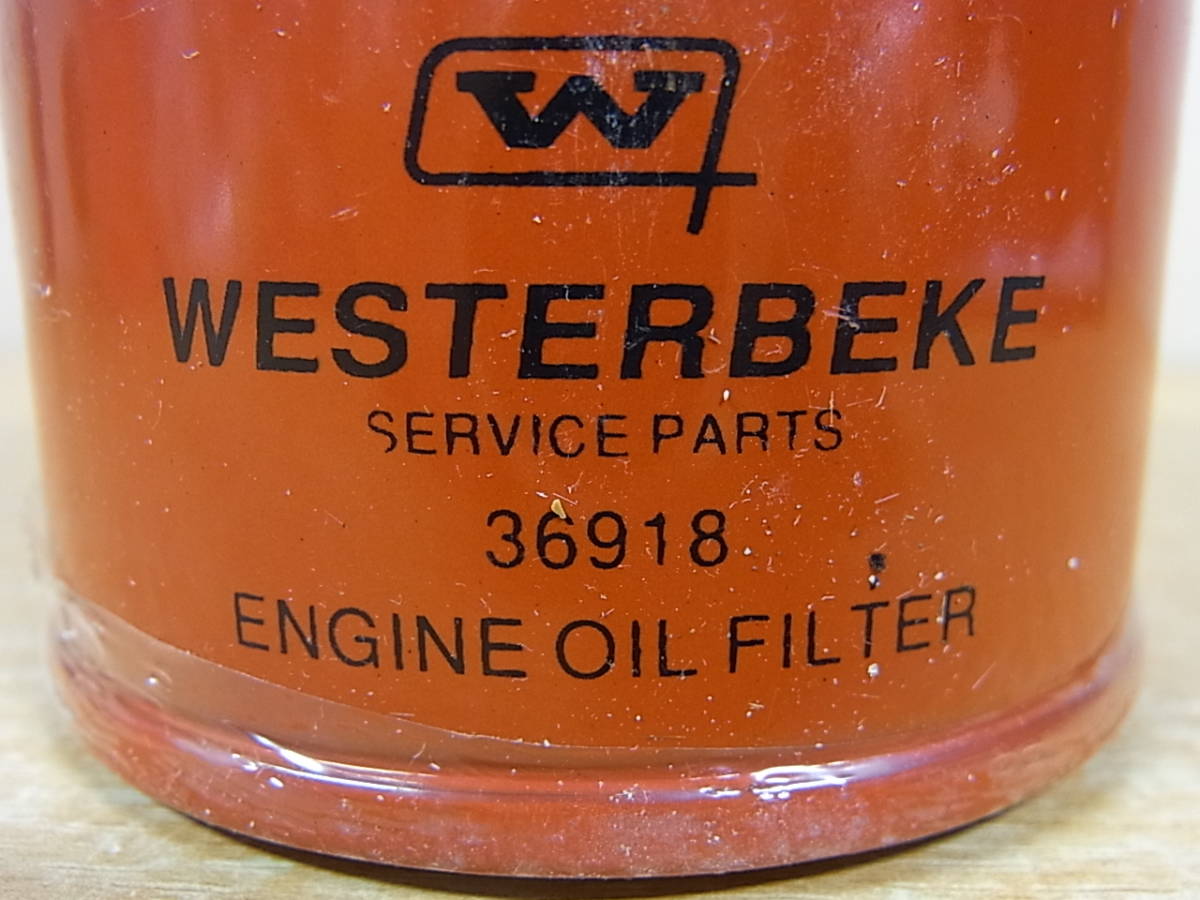 W
WESTERBEKE
SERVICE PARTS
36918
ENGINE OIL FILTER